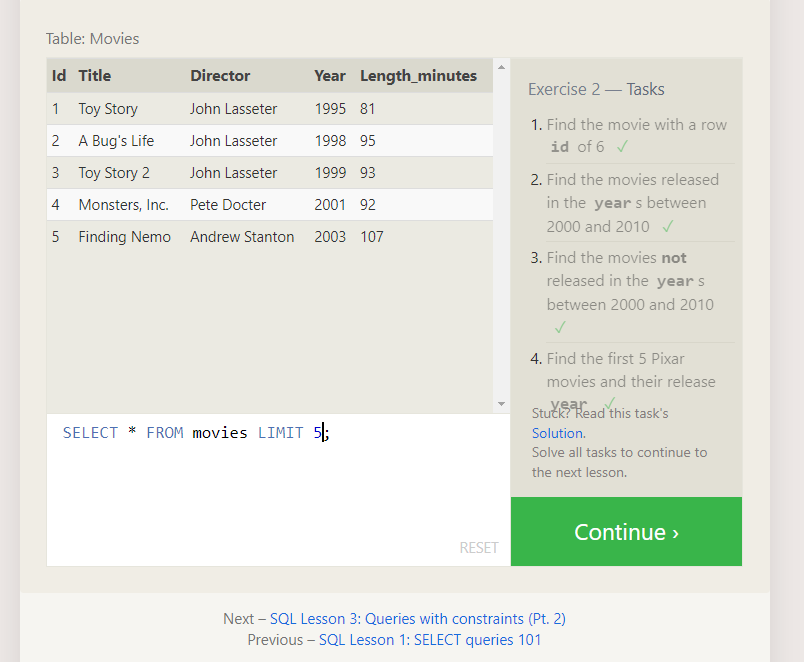 Table: Movies
Id Title Director Year Length_minutes
1 Toy Story John Lasseter 1995 81
2 A Bug's Life John Lasseter 1998 95
3 Toy Story 2 John Lasseter 1999 93
4 Monsters, Inc. Pete Docter 2001 92
5 Finding Nemo Andrew Stanton 2003 107
SELECT * FROM movies LIMIT 5;
RESET
Exercise 2 — Tasks
1. Find the movie with a row
id of 6 ✓
2. Find the movies released
in the year s between
2000 and 2010 ✓
3. Find the movies not
released in the year s
between 2000 and 2010
✓
4. Find the first 5 Pixar
movies and their release
year ✓
Stuck? Read this task's
Solution.
Solve all tasks to continue to
the next lesson.
Continue ›
Next – SQL Lesson 3: Queries with constraints (Pt. 2)
Previous – SQL Lesson 1: SELECT queries 101